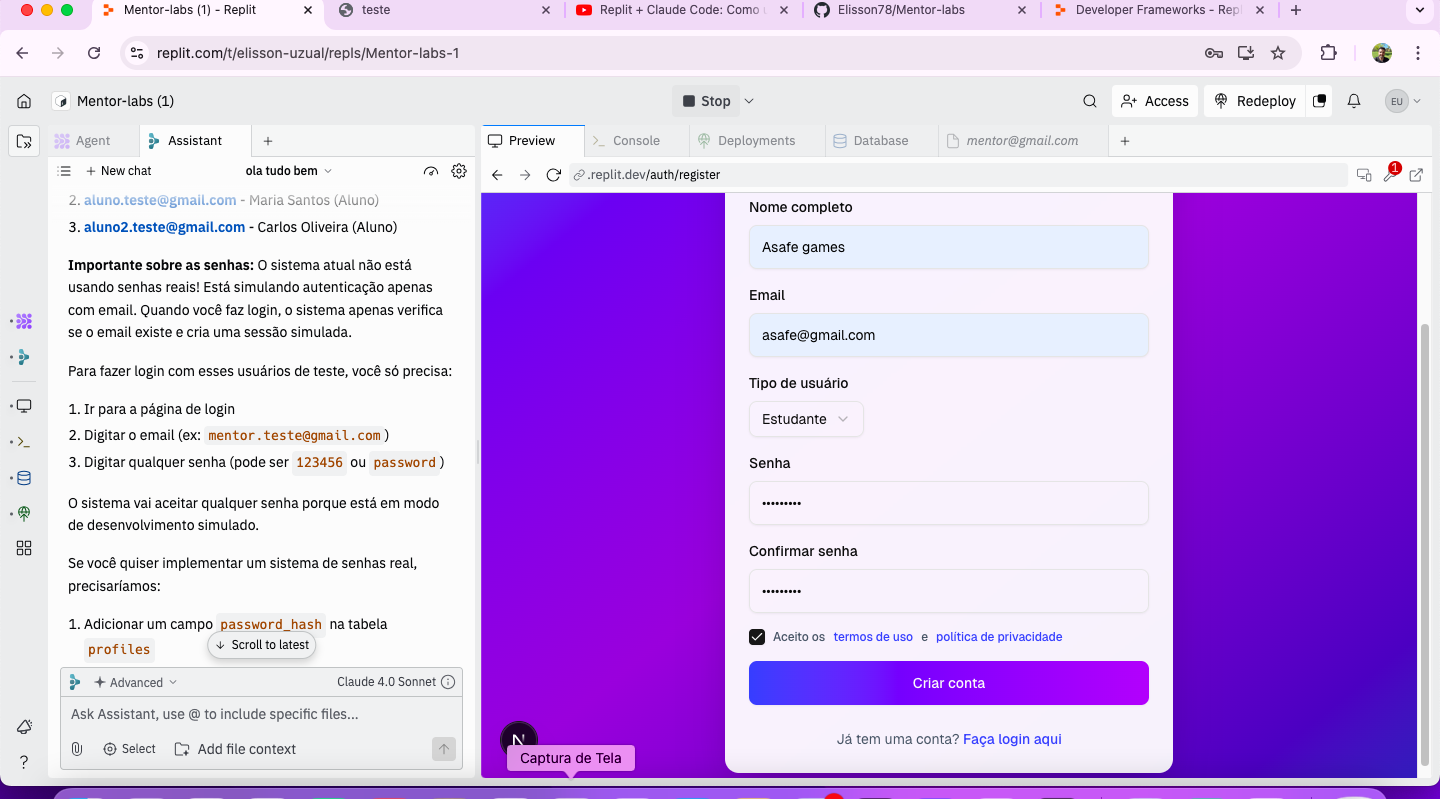 Mentor-labs (1) - Replit
teste
Replit + Claude Code: Como
Elisson78/Mentor-labs
Developer Frameworks - Repl
replit.com/t/elisson-uzual/repls/Mentor-labs-1
Mentor-labs (1)
Stop
Access
Redeploy
EU
Agent
Assistant
Preview
Console
Deployments
Database
mentor@gmail.com
New chat
ola tudo bem
.replit.dev/auth/register
1
2. aluno.teste@gmail.com - Maria Santos (Aluno)
3. aluno2.teste@gmail.com - Carlos Oliveira (Aluno)
Importante sobre as senhas: O sistema atual não está
usando senhas reais! Está simulando autenticação apenas
com email. Quando você faz login, o sistema apenas verifica
se o email existe e cria uma sessão simulada.
Para fazer login com esses usuários de teste, você só precisa:
1. Ir para a página de login
2. Digitar o email (ex: mentor.teste@gmail.com )
3. Digitar qualquer senha (pode ser 123456 ou password )
O sistema vai aceitar qualquer senha porque está em modo
de desenvolvimento simulado.
Se você quiser implementar um sistema de senhas real,
precisaríamos:
1. Adicionar um campo password_hash na tabela
profiles
Scroll to latest
Advanced
Claude 4.0 Sonnet
Ask Assistant, use @ to include specific files...
Select
Add file context
Nome completo
Asafe games
Email
asafe@gmail.com
Tipo de usuário
Estudante
Senha
•••••••••
Confirmar senha
•••••••••
Aceito os termos de uso e política de privacidade
Criar conta
Já tem uma conta? Faça login aqui
N
Captura de Tela